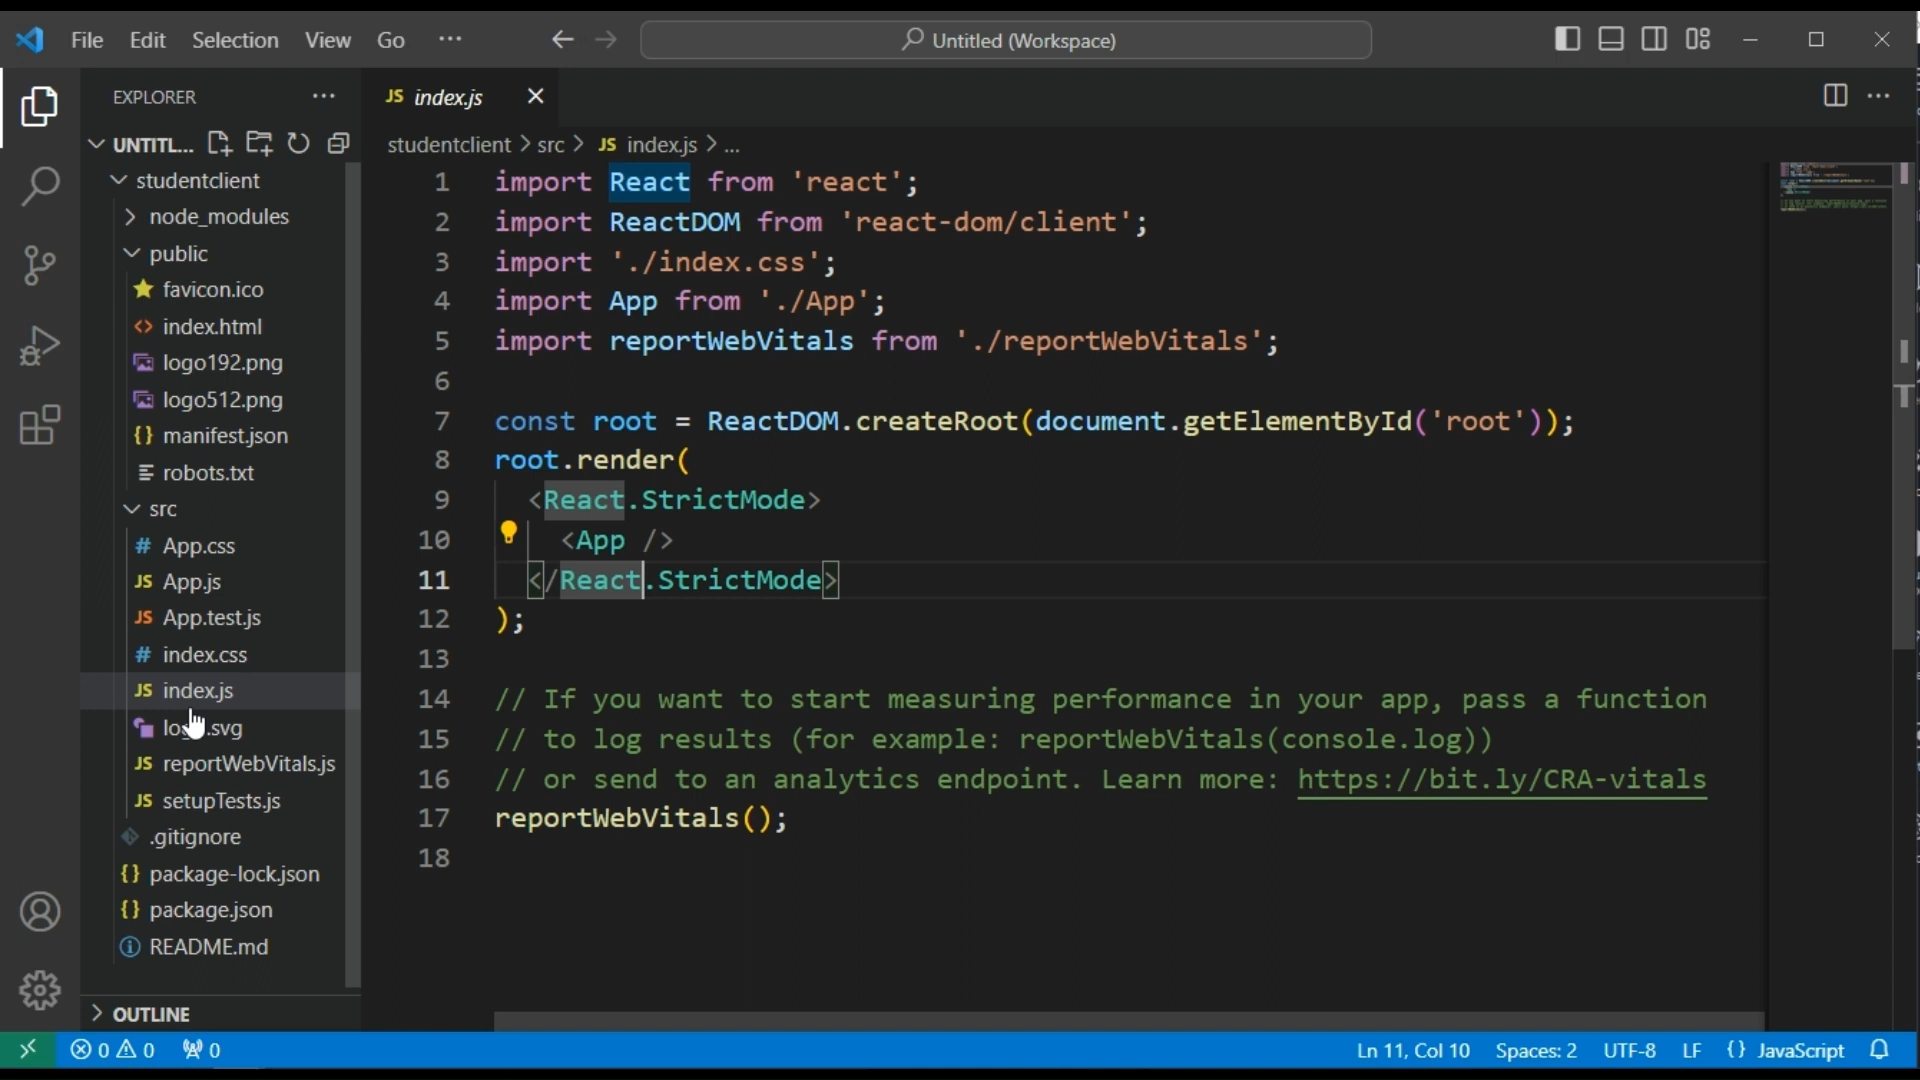 File Edit Selection View Go ···
Untitled (Workspace)
EXPLORER ···
UNTITL...
studentclient
node_modules
public
favicon.ico
<> index.html
logo192.png
logo512.png
{} manifest.json
robots.txt
src
# App.css
JS App.js
JS App.test.js
# index.css
JS index.js
.svg
JS reportWebVitals.js
JS setupTests.js
.gitignore
{} package-lock.json
{} package.json
README.md
OUTLINE
JS index.js
studentclient > src > JS index.js > ...
1 import React from 'react';
2 import ReactDOM from 'react-dom/client';
3 import './index.css';
4 import App from './App';
5 import reportWebVitals from './reportWebVitals';
6
7 const root = ReactDOM.createRoot(document.getElementById('root'));
8 root.render(
9 <React.StrictMode>
10 <App />
11 </React.StrictMode>
12 );
13
14 // If you want to start measuring performance in your app, pass a function
15 // to log results (for example: reportWebVitals(console.log))
16 // or send to an analytics endpoint. Learn more: https://bit.ly/CRA-vitals
17 reportWebVitals();
18
0 0 0
Ln 11, Col 10 Spaces: 2 UTF-8 LF {} JavaScript